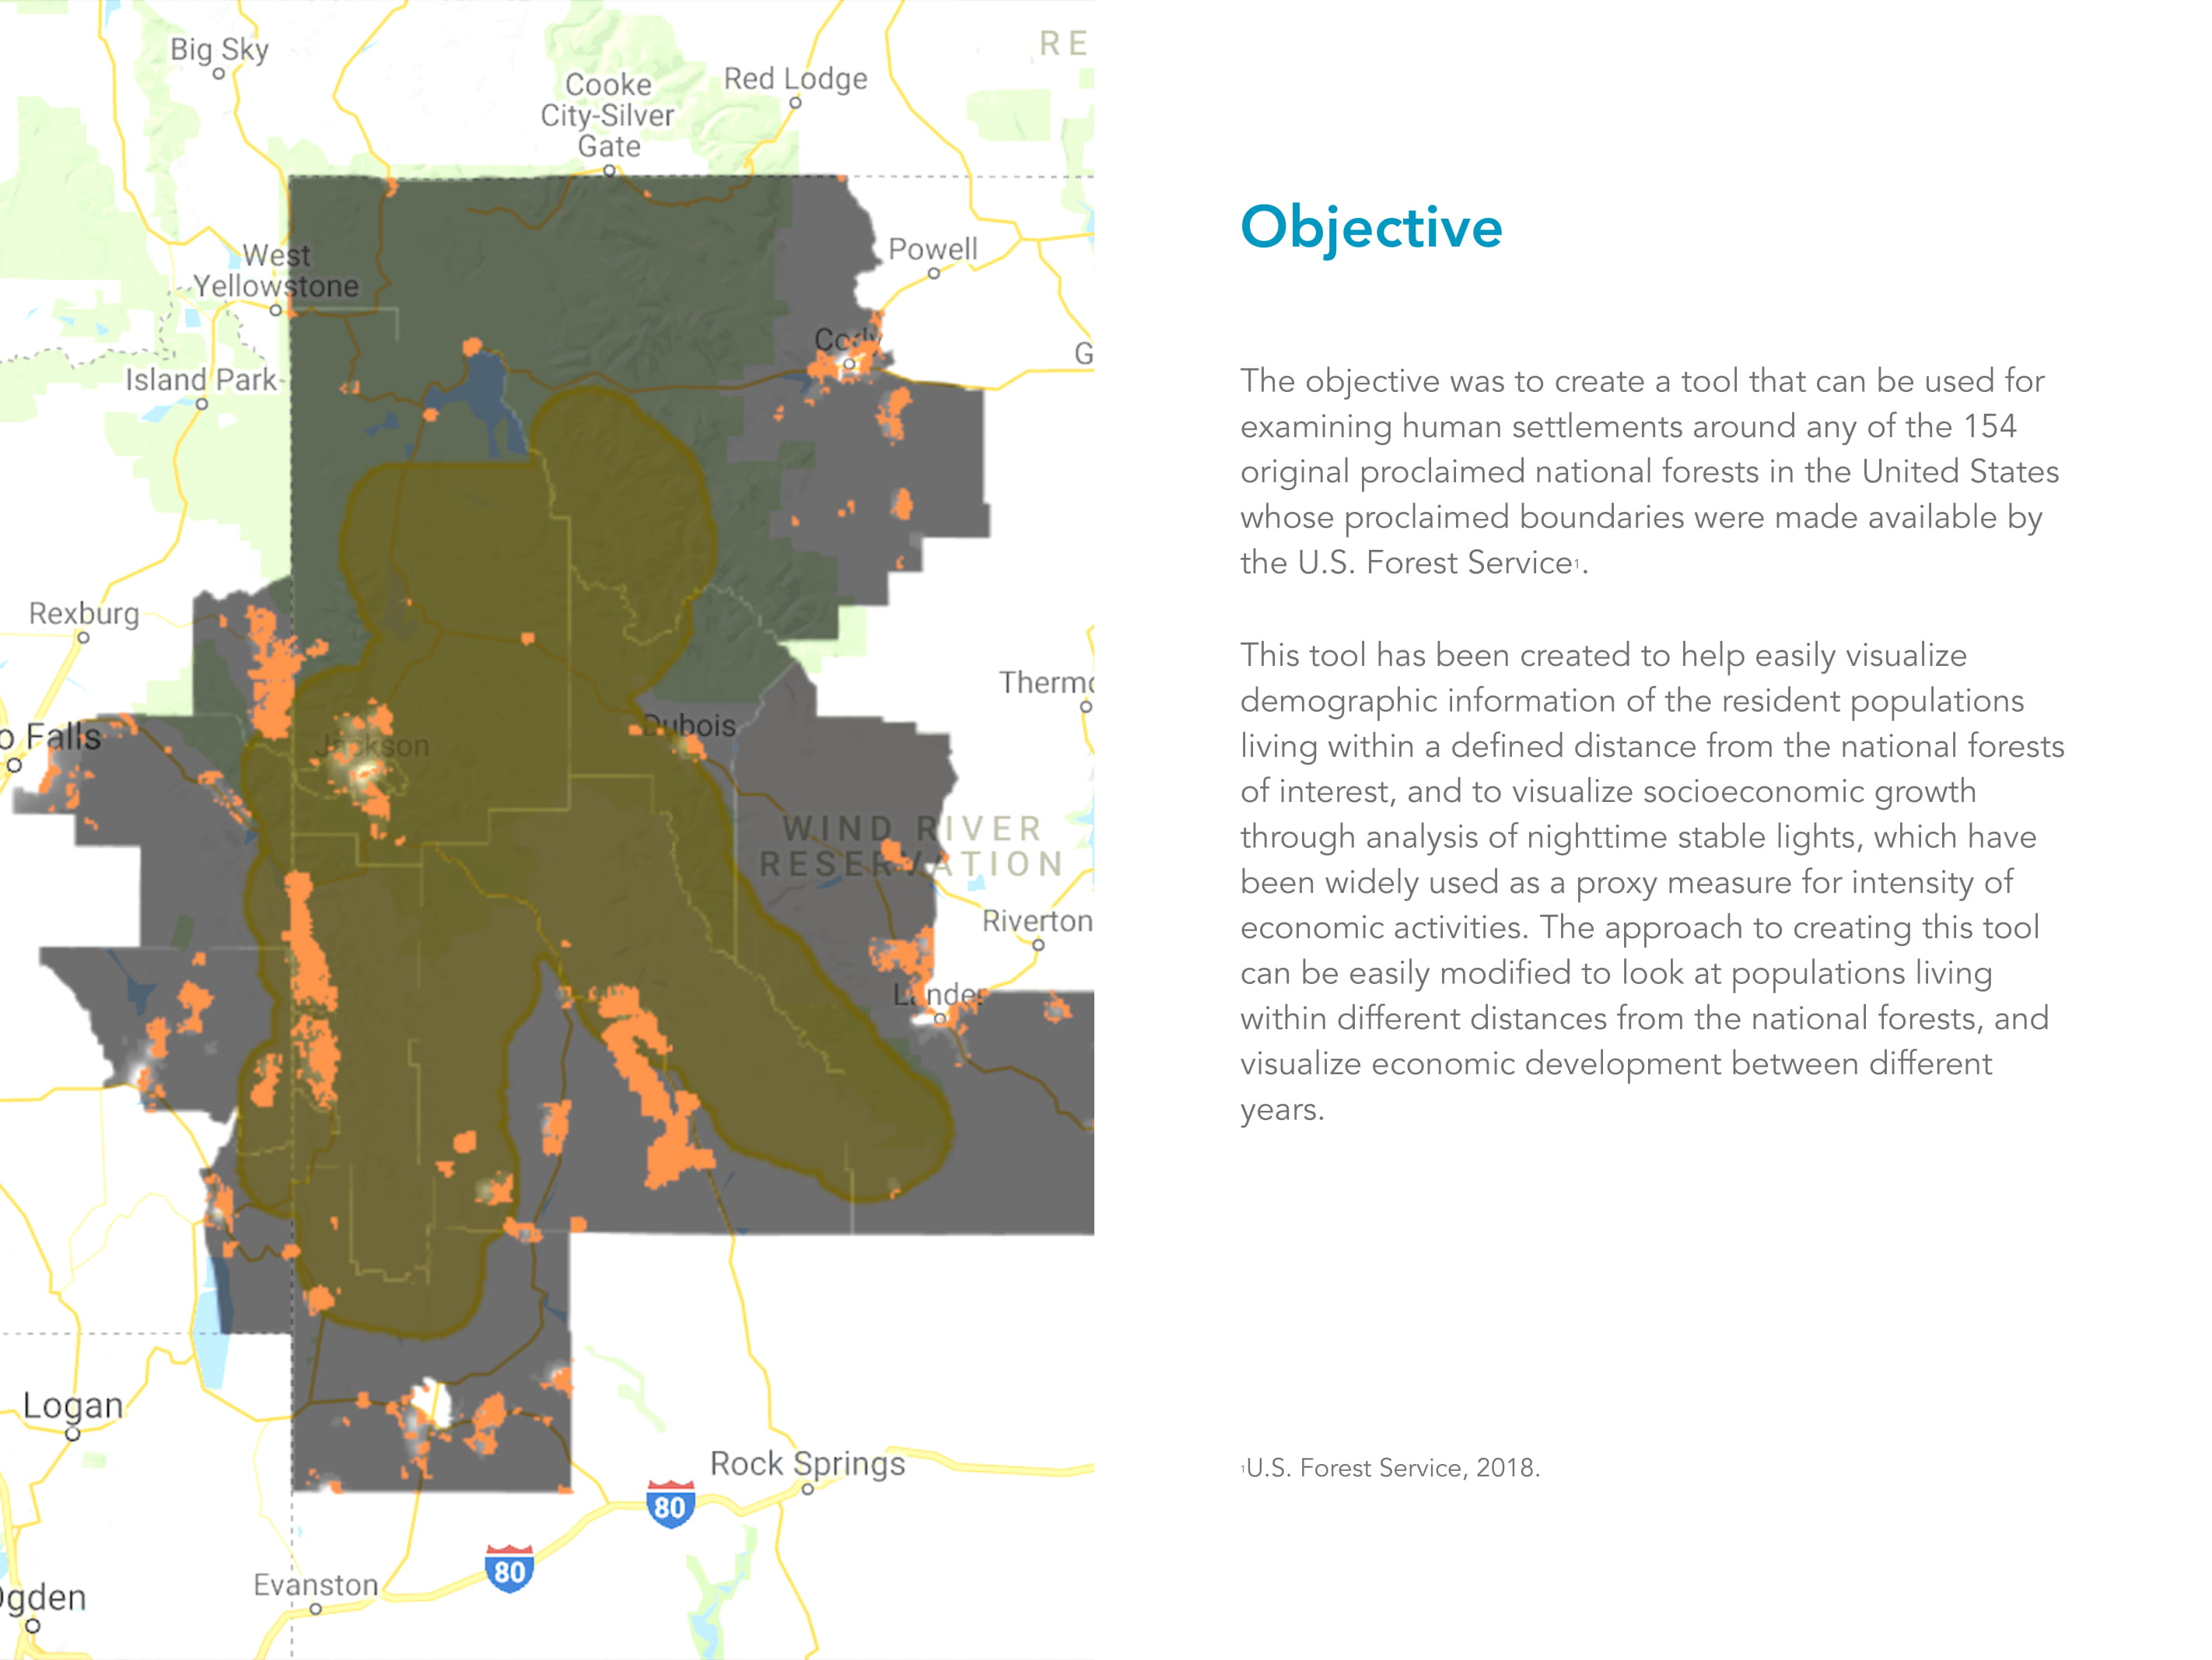 Big Sky
Cooke
City-Silver
Gate
Red Lodge
RE
West
Yellowstone
Powell
Cody
G
Island Park
Rexburg
Thermo
o Falls
Jackson
Dubois
WIND RIVER
RESERVATION
Riverton
Lander
Logan
Rock Springs
80
80
Evanston
Ogden
Objective
The objective was to create a tool that can be used for
examining human settlements around any of the 154
original proclaimed national forests in the United States
whose proclaimed boundaries were made available by
the U.S. Forest Service¹.
This tool has been created to help easily visualize
demographic information of the resident populations
living within a defined distance from the national forests
of interest, and to visualize socioeconomic growth
through analysis of nighttime stable lights, which have
been widely used as a proxy measure for intensity of
economic activities. The approach to creating this tool
can be easily modified to look at populations living
within different distances from the national forests, and
visualize economic development between different
years.
¹U.S. Forest Service, 2018.